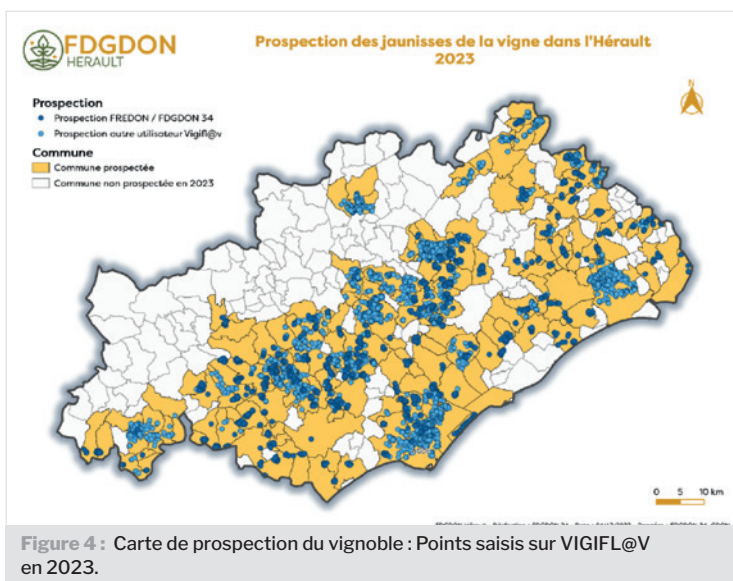 FDGDON
HERAULT
Prospection des jaunisses de la vigne dans l'Hérault
2023
N
Prospection
Prospection FREDON / FDGDON 34
Prospection autre utilisateur Vigifl@v
Commune
Commune prospectée
Commune non prospectée en 2023
0 5 10 km
Figure 4 : Carte de prospection du vignoble : Points saisis sur VIGIFL@V
en 2023.